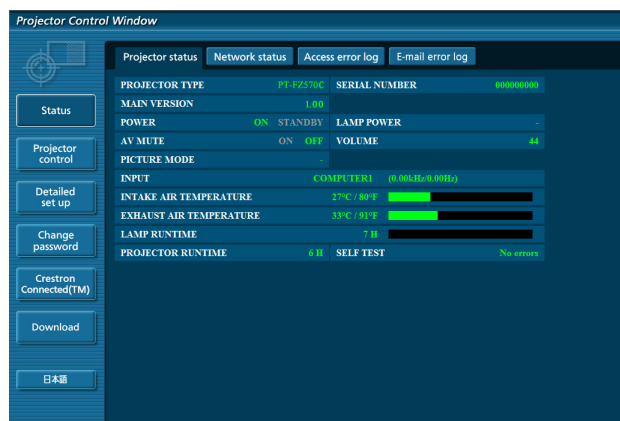 Projector Control Window
Projector status Network status Access error log E-mail error log
Status
Projector control
Detailed set up
Change password
Crestron Connected(TM)
Download
日本語
PROJECTOR TYPE PT-FZ570C SERIAL NUMBER 000000000
MAIN VERSION 1.00
POWER ON STANDBY LAMP POWER -
AV MUTE ON OFF VOLUME 44
PICTURE MODE -
INPUT COMPUTER1 (0.00kHz/0.00Hz)
INTAKE AIR TEMPERATURE 27°C / 80°F
EXHAUST AIR TEMPERATURE 33°C / 91°F
LAMP RUNTIME 7 H
PROJECTOR RUNTIME 6 H SELF TEST No errors